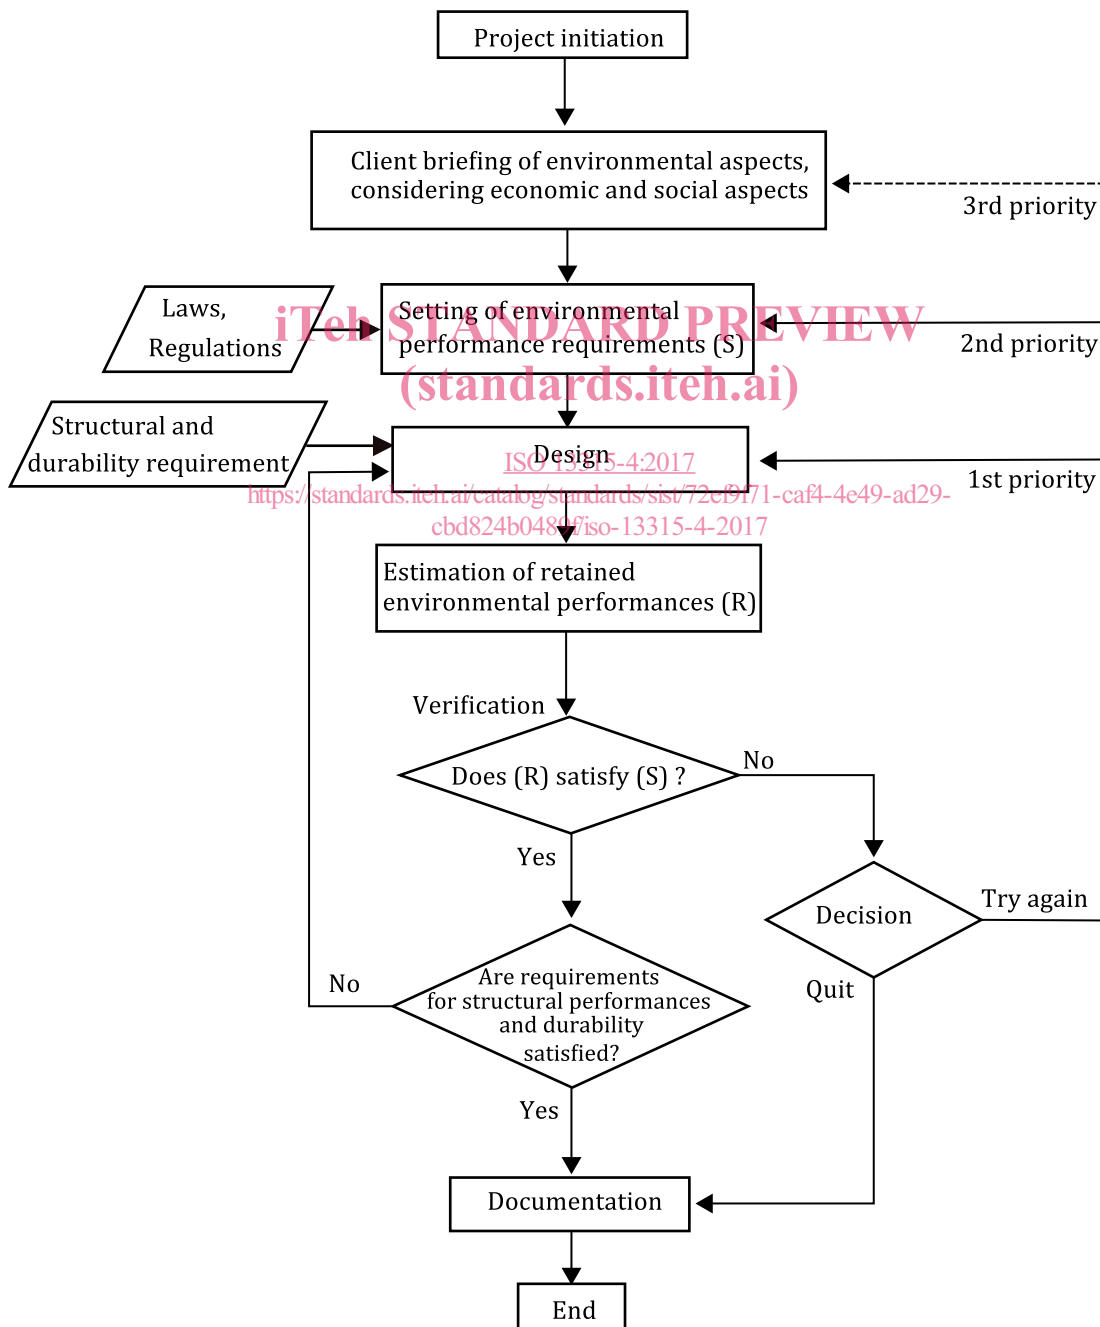 Project initiation
Client briefing of environmental aspects,
considering economic and social aspects
3rd priority
Laws,
Regulations
Setting of environmental
performance requirements (S)
2nd priority
iTeh STANDARD PREVIEW
(standards.iteh.ai)
Structural and
durability requirement
Design
1st priority
ISO 13315-4:2017
https://standards.iteh.ai/catalog/standards/sist/72ef9f71-caf4-4e49-ad29-
cbd824b0480f/iso-13315-4-2017
Estimation of retained
environmental performances (R)
Verification
Does (R) satisfy (S) ?
No
Yes
Decision
Try again
Quit
Are requirements
for structural performances
and durability
satisfied?
No
Yes
Documentation
End